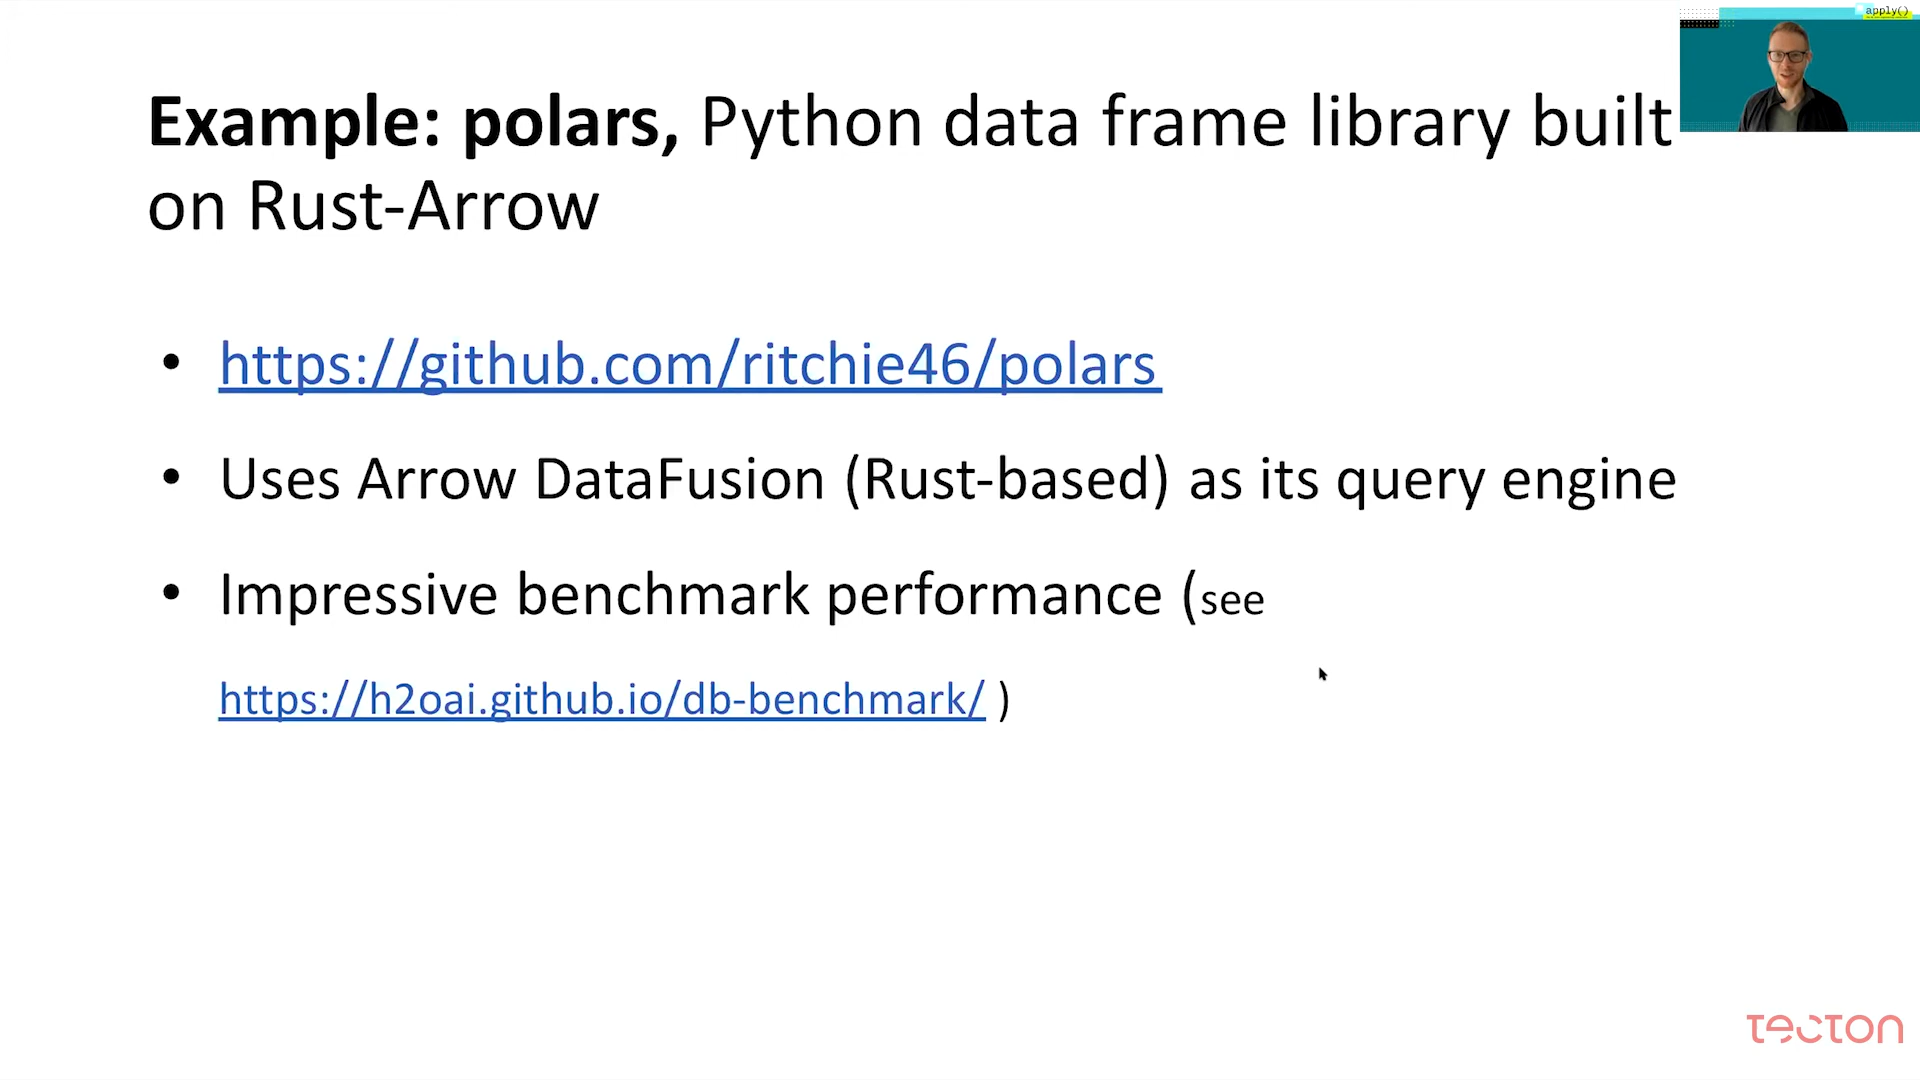 apply()
Example: polars, Python data frame library built
on Rust-Arrow
• https://github.com/ritchie46/polars
• Uses Arrow DataFusion (Rust-based) as its query engine
• Impressive benchmark performance (see
https://h2oai.github.io/db-benchmark/ )
tecton